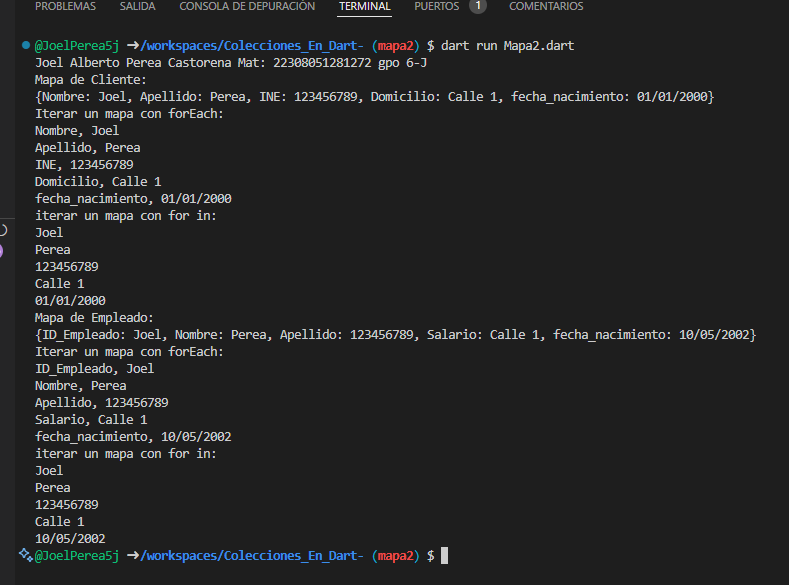 PROBLEMAS SALIDA CONSOLA DE DEPURACIÓN TERMINAL PUERTOS 1 COMENTARIOS
@JoelPerea5j ➜/workspaces/Colecciones_En_Dart- (mapa2) $ dart run Mapa2.dart
Joel Alberto Perea Castorena Mat: 22308051281272 gpo 6-J
Mapa de Cliente:
{Nombre: Joel, Apellido: Perea, INE: 123456789, Domicilio: Calle 1, fecha_nacimiento: 01/01/2000}
Iterar un mapa con forEach:
Nombre, Joel
Apellido, Perea
INE, 123456789
Domicilio, Calle 1
fecha_nacimiento, 01/01/2000
iterar un mapa con for in:
Joel
Perea
123456789
Calle 1
01/01/2000
Mapa de Empleado:
{ID_Empleado: Joel, Nombre: Perea, Apellido: 123456789, Salario: Calle 1, fecha_nacimiento: 10/05/2002}
Iterar un mapa con forEach:
ID_Empleado, Joel
Nombre, Perea
Apellido, 123456789
Salario, Calle 1
fecha_nacimiento, 10/05/2002
iterar un mapa con for in:
Joel
Perea
123456789
Calle 1
10/05/2002
@JoelPerea5j ➜/workspaces/Colecciones_En_Dart- (mapa2) $